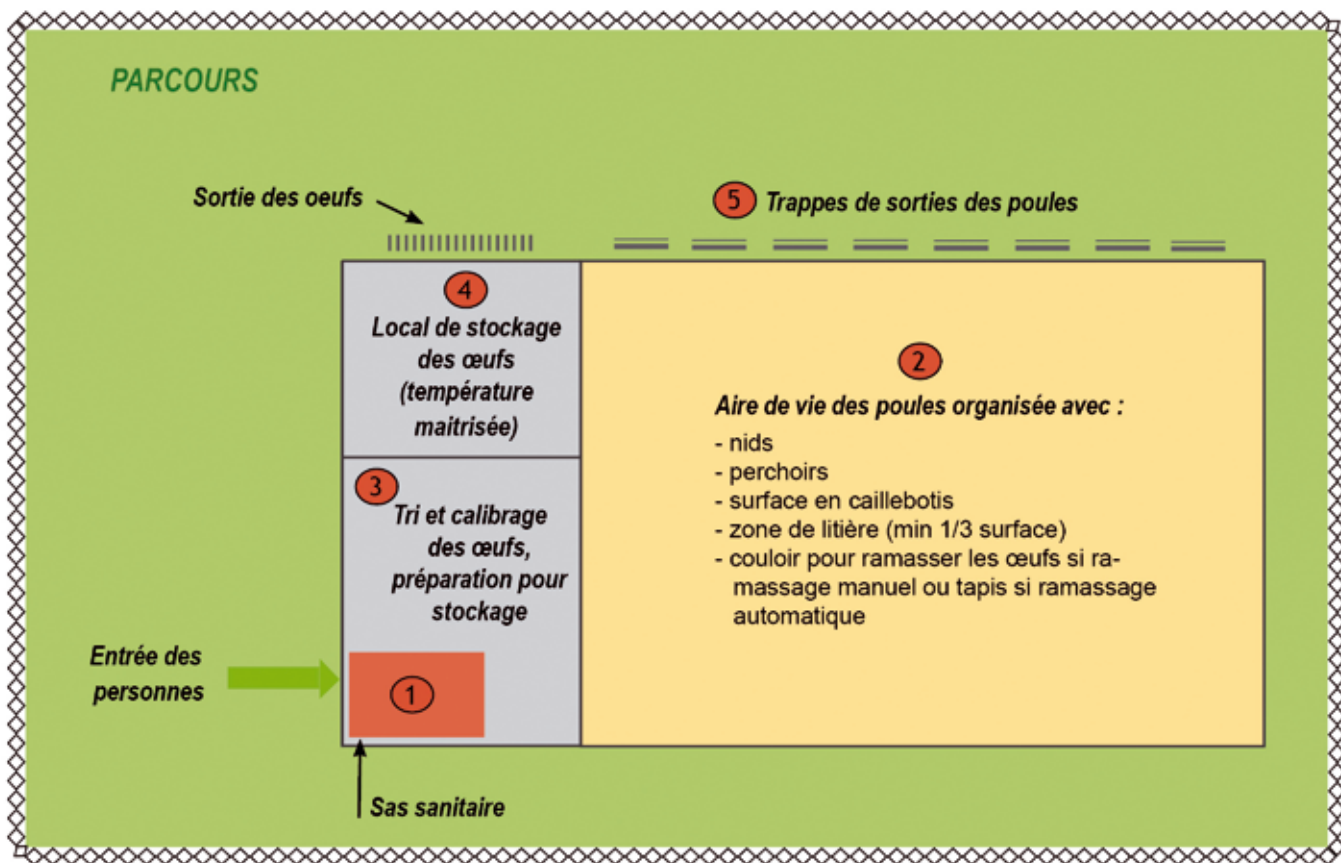 PARCOURS
Sortie des oeufs
5 Trappes de sorties des poules
4
Local de stockage
des œufs
(température
maitrisée)
2
Aire de vie des poules organisée avec :
- nids
- perchoirs
- surface en caillebotis
- zone de litière (min 1/3 surface)
- couloir pour ramasser les œufs si ra-
massage manuel ou tapis si ramassage
automatique
3
Tri et calibrage
des œufs,
préparation pour
stockage
Entrée des
personnes
1
Sas sanitaire